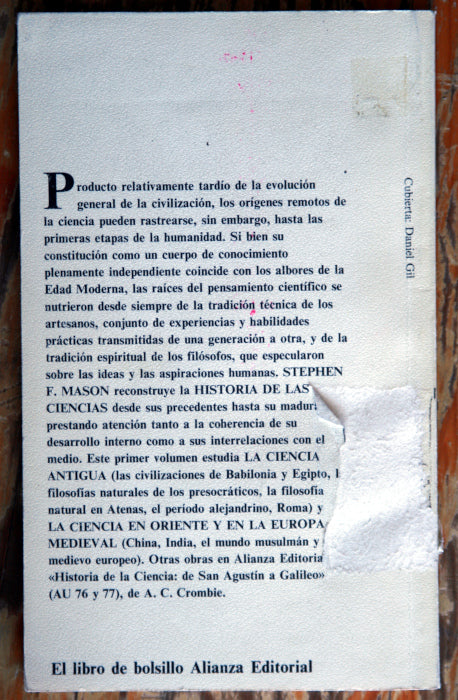 Producto relativamente tardío de la evolución
general de la civilización, los orígenes remotos de
la ciencia pueden rastrearse, sin embargo, hasta las
primeras etapas de la humanidad. Si bien su
constitución como un cuerpo de conocimiento
plenamente independiente coincide con los albores de la
Edad Moderna, las raíces del pensamiento científico se
nutrieron desde siempre de la tradición técnica de los
artesanos, conjunto de experiencias y habilidades
prácticas transmitidas de una generación a otra, y de la
tradición espiritual de los filósofos, que especularon
sobre las ideas y las aspiraciones humanas. STEPHEN
F. MASON reconstruye la HISTORIA DE LAS
CIENCIAS desde sus precedentes hasta su
prestando atención tanto a la coherencia de su
desarrollo interno como a sus interrelaciones con el
medio. Este primer volumen estudia LA CIENCIA
ANTIGUA (las civilizaciones de Babilonia y Egipto,
filosofías naturales de los presocráticos, la filosofía
natural en Atenas, el período alejandrino, Roma) y
LA CIENCIA EN ORIENTE Y EN LA EUROPA
MEDIEVAL (China, India, el mundo musulmán y
medievo europeo). Otras obras en Alianza Editoria
«Historia de la Ciencia: de San Agustín a Galileo»
(AU 76 y 77), de A. C. Crombie.
El libro de bolsillo Alianza Editorial
Cubierta: Daniel Gil